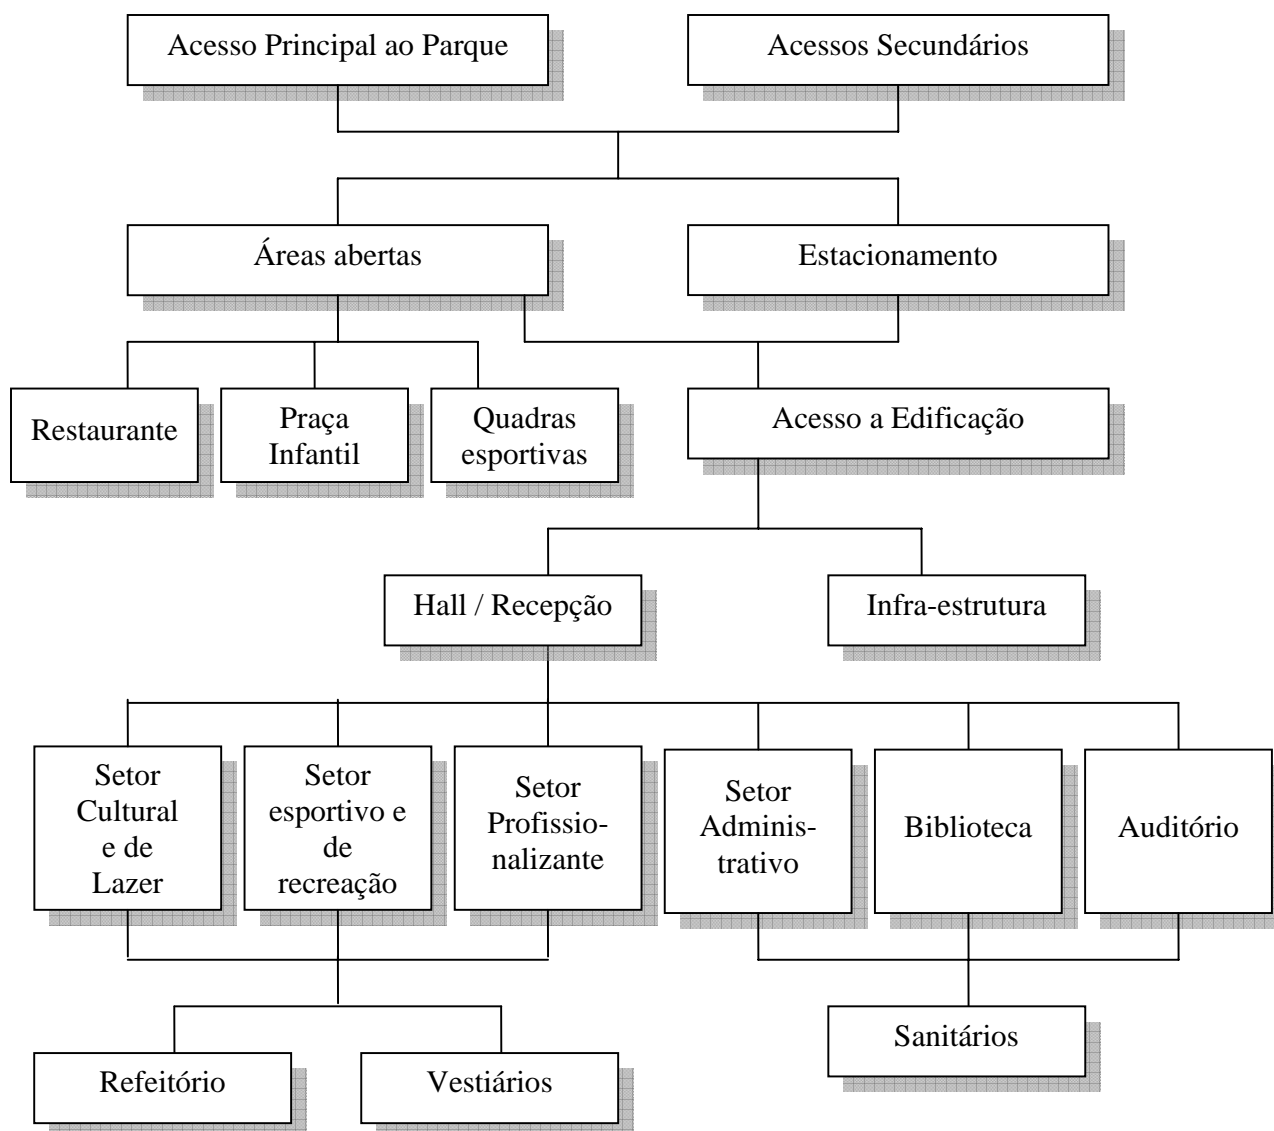 Acesso Principal ao Parque
Acessos Secundários
Áreas abertas
Estacionamento
Restaurante
Praça
Infantil
Quadras
esportivas
Acesso a Edificação
Hall / Recepção
Infra-estrutura
Setor
Cultural
e de
Lazer
Setor
esportivo e
de
recreação
Setor
Profissio-
nalizante
Setor
Adminis-
trativo
Biblioteca
Auditório
Sanitários
Refeitório
Vestiários